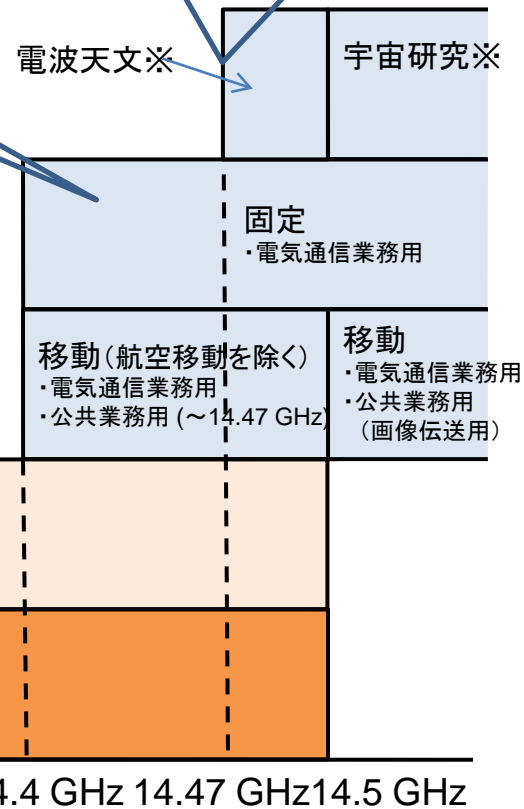 電波天文※
宇宙研究※
固定
・電気通信業務用
移動(航空移動を除く)
・電気通信業務用
・公共業務用 (～14.47 GHz)
移動
・電気通信業務用
・公共業務用
(画像伝送用)
4.4 GHz 14.47 GHz14.5 GHz